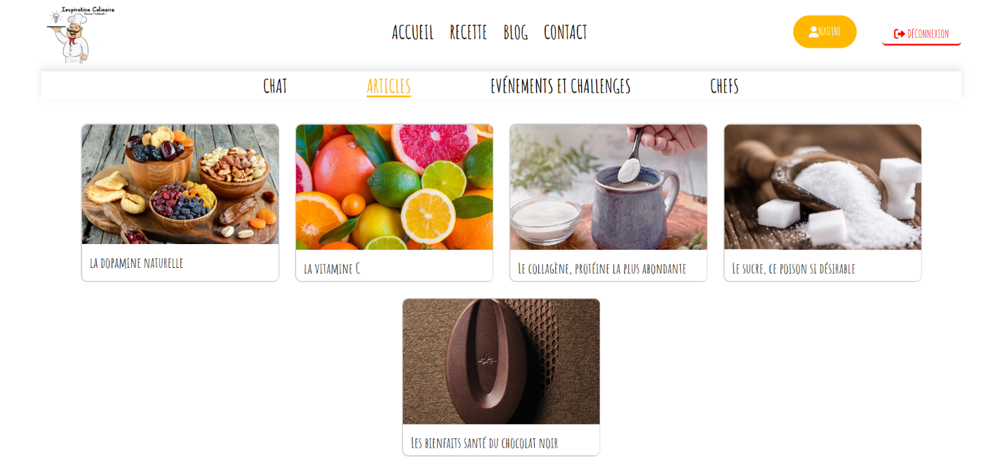 Inspiration Culinaire
ACCUEIL RECETTE BLOG CONTACT
NADINE
DÉCONNEXION
CHAT ARTICLES EVÉNEMENTS ET CHALLENGES CHEFS
LA DOPAMINE NATURELLE
LA VITAMINE C
LE COLLAGÈNE, PROTÉINE LA PLUS ABONDANTE
LE SUCRE, CE POISON SI DÉSIRABLE
LES BIENFAITS SANTÉ DU CHOCOLAT NOIR